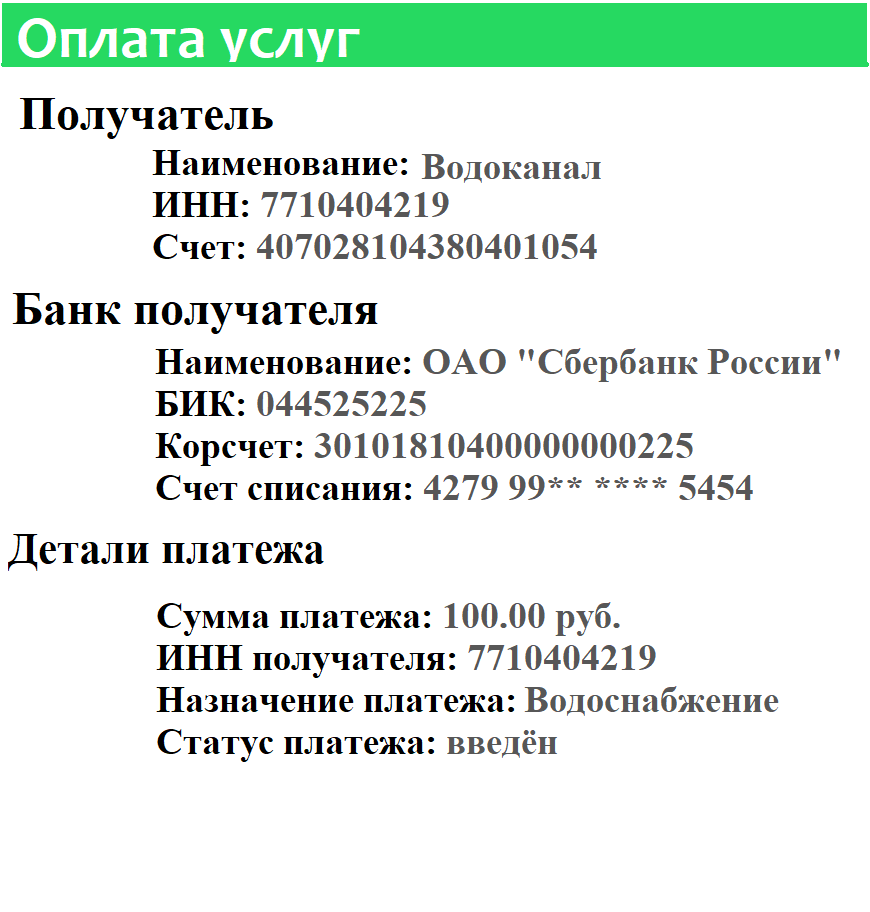 Оплата услуг
Получатель
Наименование: Водоканал
ИНН: 7710404219
Счет: 407028104380401054
Банк получателя
Наименование: ОАО "Сбербанк России"
БИК: 044525225
Корсчет: 30101810400000000225
Счет списания: 4279 99** **** 5454
Детали платежа
Сумма платежа: 100.00 руб.
ИНН получателя: 7710404219
Назначение платежа: Водоснабжение
Статус платежа: введён